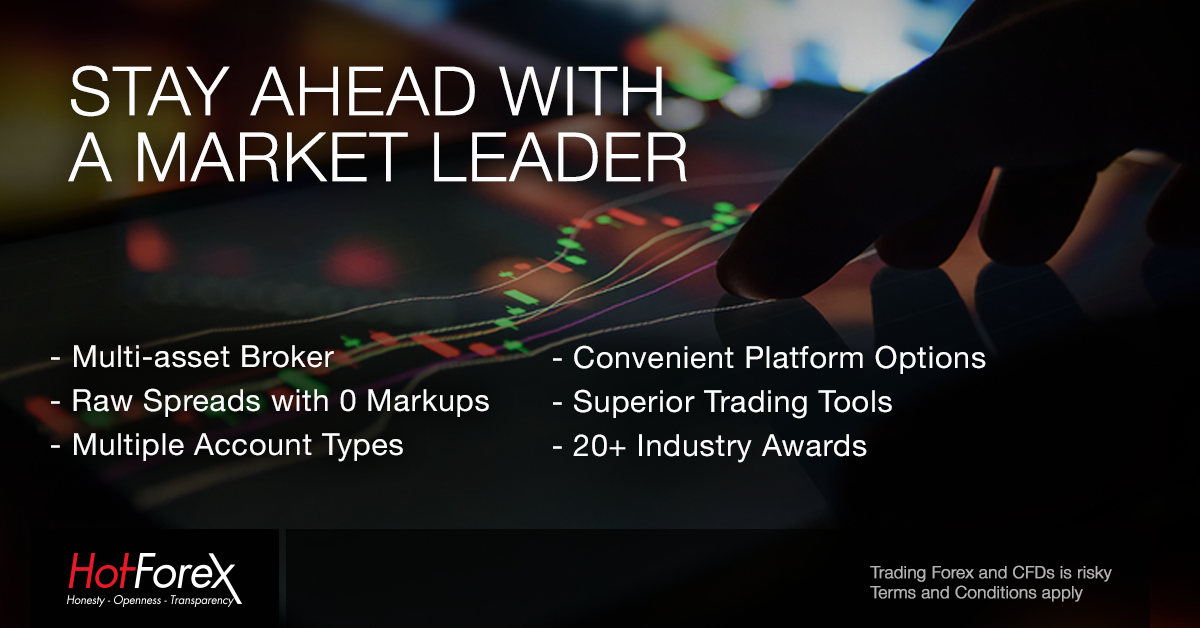 STAY AHEAD WITH
A MARKET LEADER
- Multi-asset Broker
- Raw Spreads with 0 Markups
- Multiple Account Types
- Convenient Platform Options
- Superior Trading Tools
- 20+ Industry Awards
HotForex
Honesty - Openness - Transparency
Trading Forex and CFDs is risky
Terms and Conditions apply